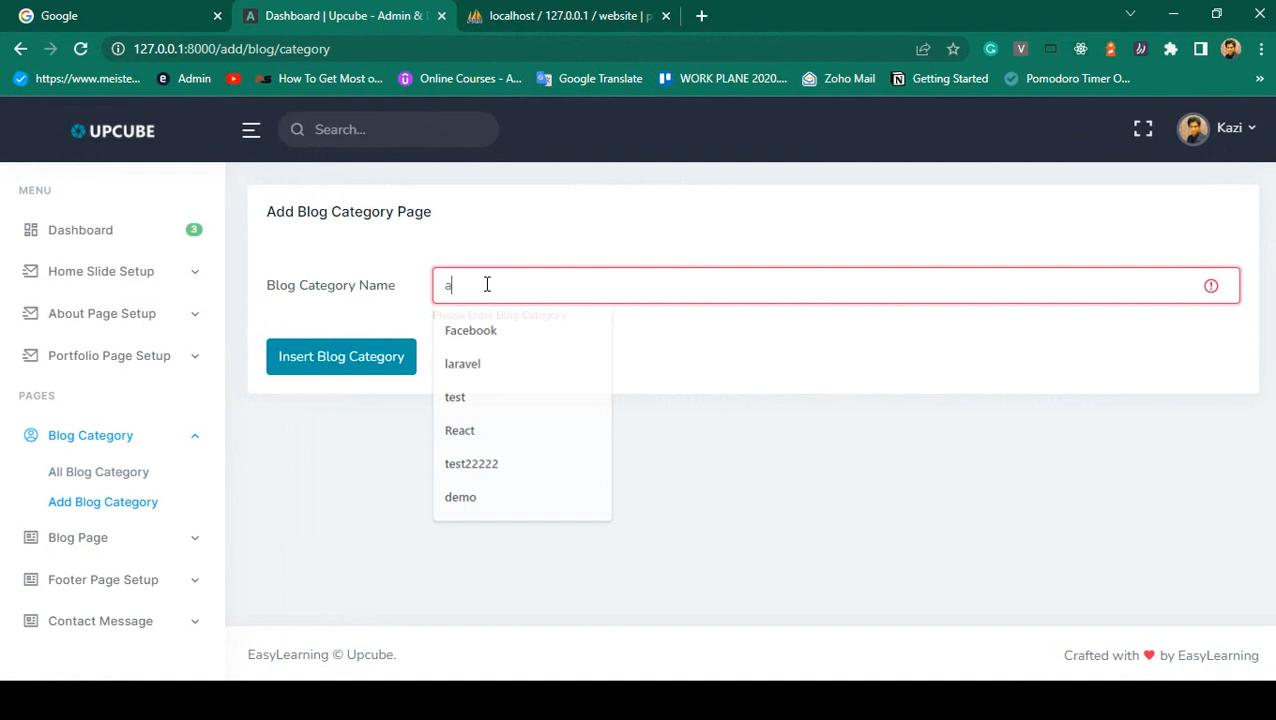 Google
Dashboard | Upcube - Admin &
localhost / 127.0.0.1 / website | p
127.0.0.1:8000/add/blog/category
https://www.meiste...
Admin
How To Get Most o...
Online Courses - A...
Google Translate
WORK PLANE 2020....
Zoho Mail
Getting Started
Pomodoro Timer O...
»
UPCUBE
Search...
Kazi
MENU
Dashboard
3
Home Slide Setup
About Page Setup
Portfolio Page Setup
PAGES
Blog Category
All Blog Category
Add Blog Category
Blog Page
Footer Page Setup
Contact Message
Add Blog Category Page
Blog Category Name
a
Please Enter Blog Category
Facebook
laravel
test
React
test22222
demo
Insert Blog Category
EasyLearning © Upcube.
Crafted with ❤ by EasyLearning